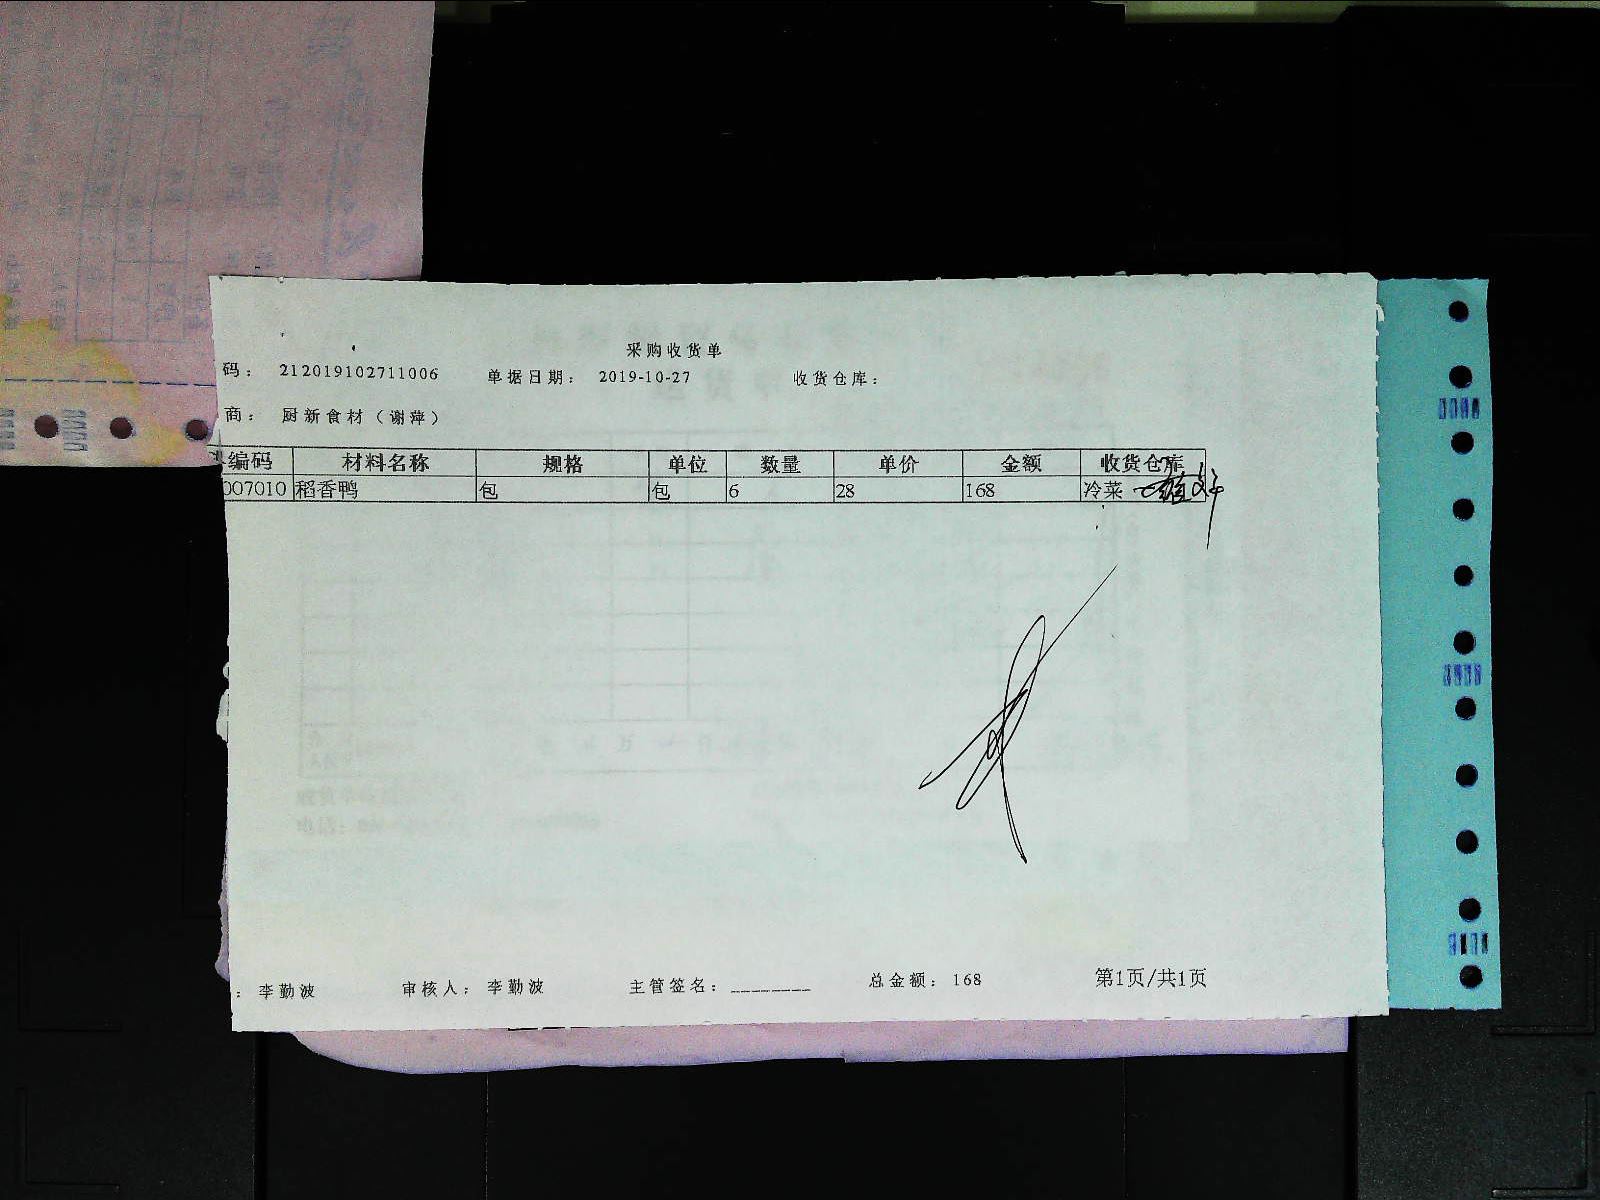 采购收货单
码： 212019102711006 单据日期： 2019-10-27 收货仓库：
商： 厨新食材（谢萍）
编码 材料名称 规格 单位 数量 单价 金额 收货仓库
007010 稻香鸭 包 包 6 28 168 冷菜
： 李勤波 审核人： 李勤波 主管签名：________ 总金额： 168 第1页/共1页